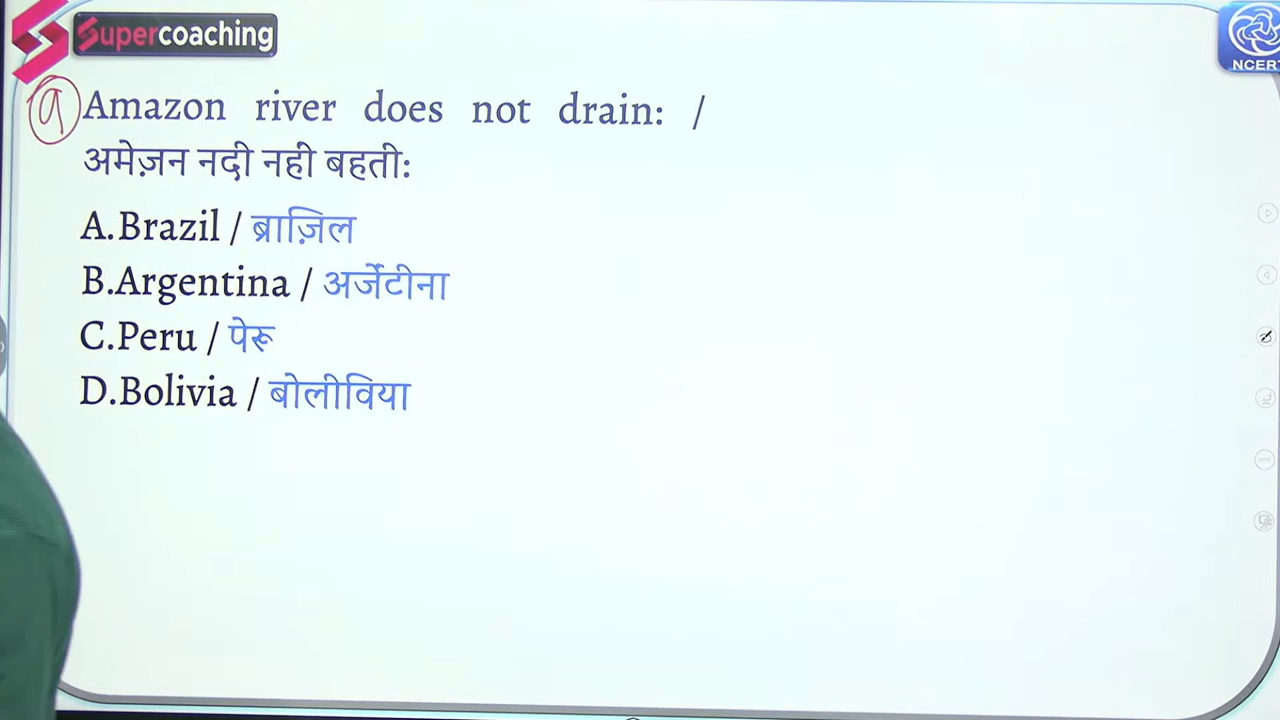 Supercoaching
NCERT
Q Amazon river does not drain: /
अमेज़न नदी नही बहती:
A.Brazil / ब्राज़िल
B.Argentina / अर्जेंटीना
C.Peru / पेरू
D.Bolivia / बोलीविया